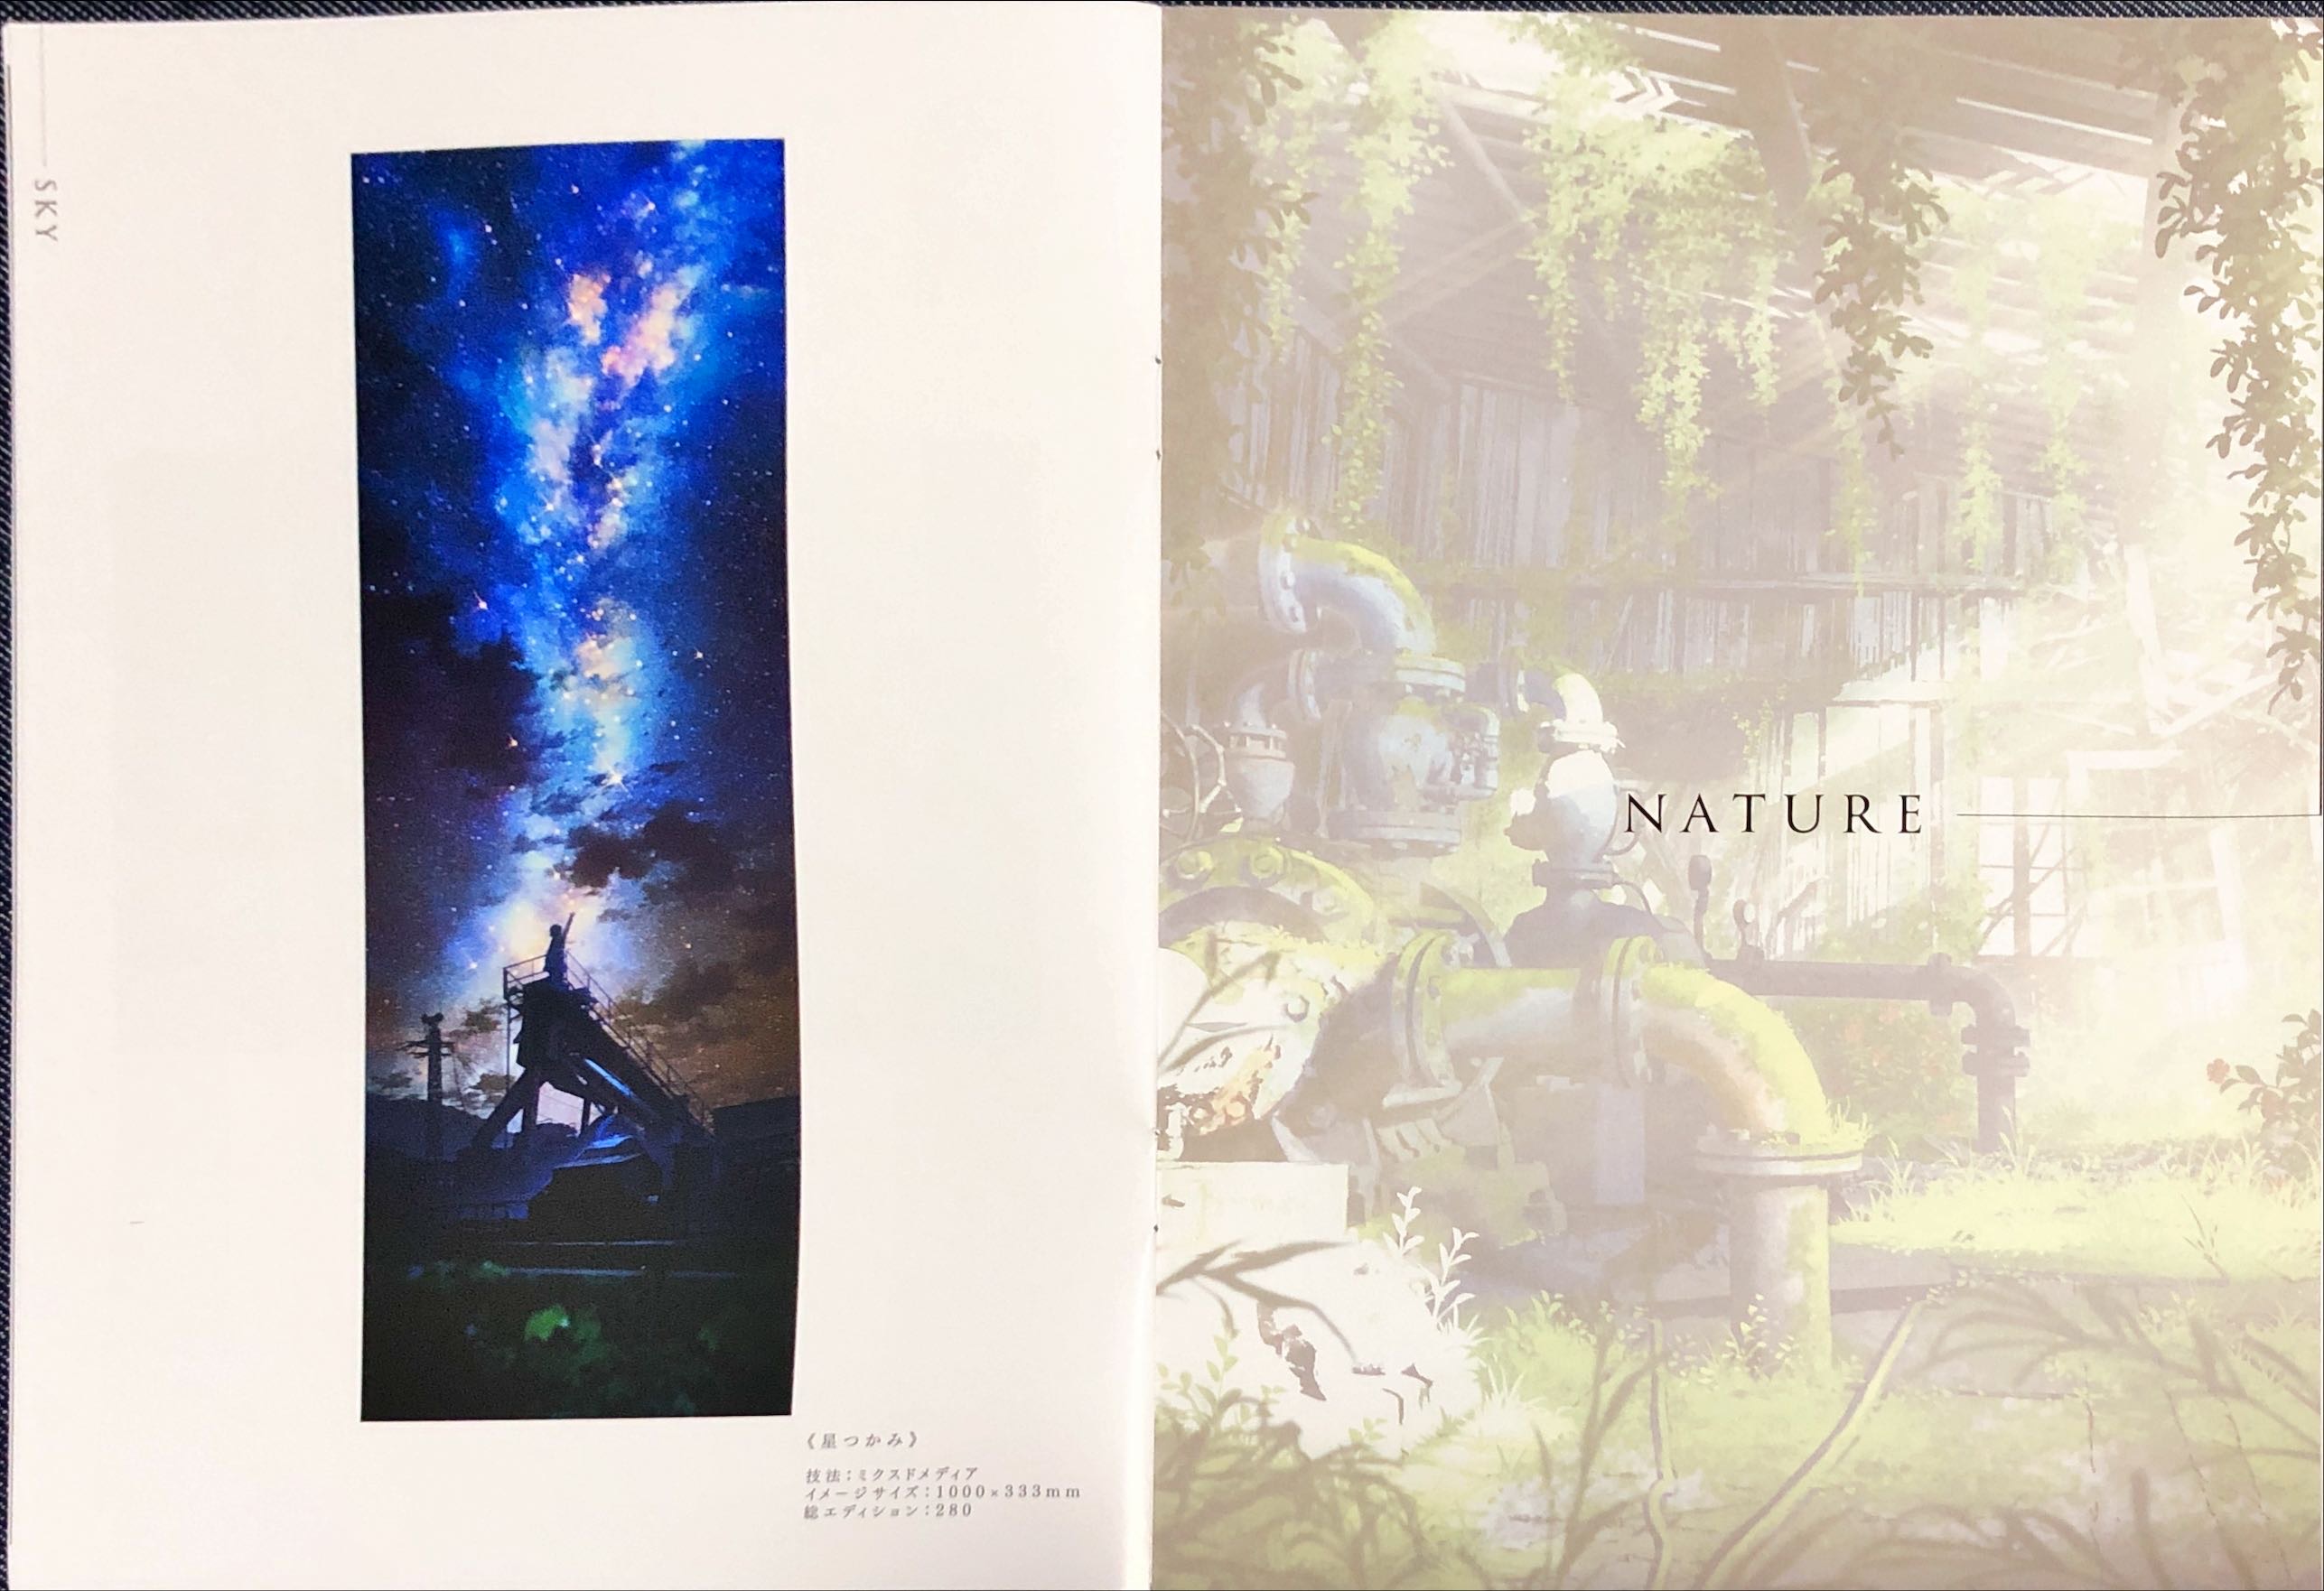 SKY
《星つかみ》
技法：ミクスドメディア
イメージサイズ：1000×333mm
総エディション：280
NATURE